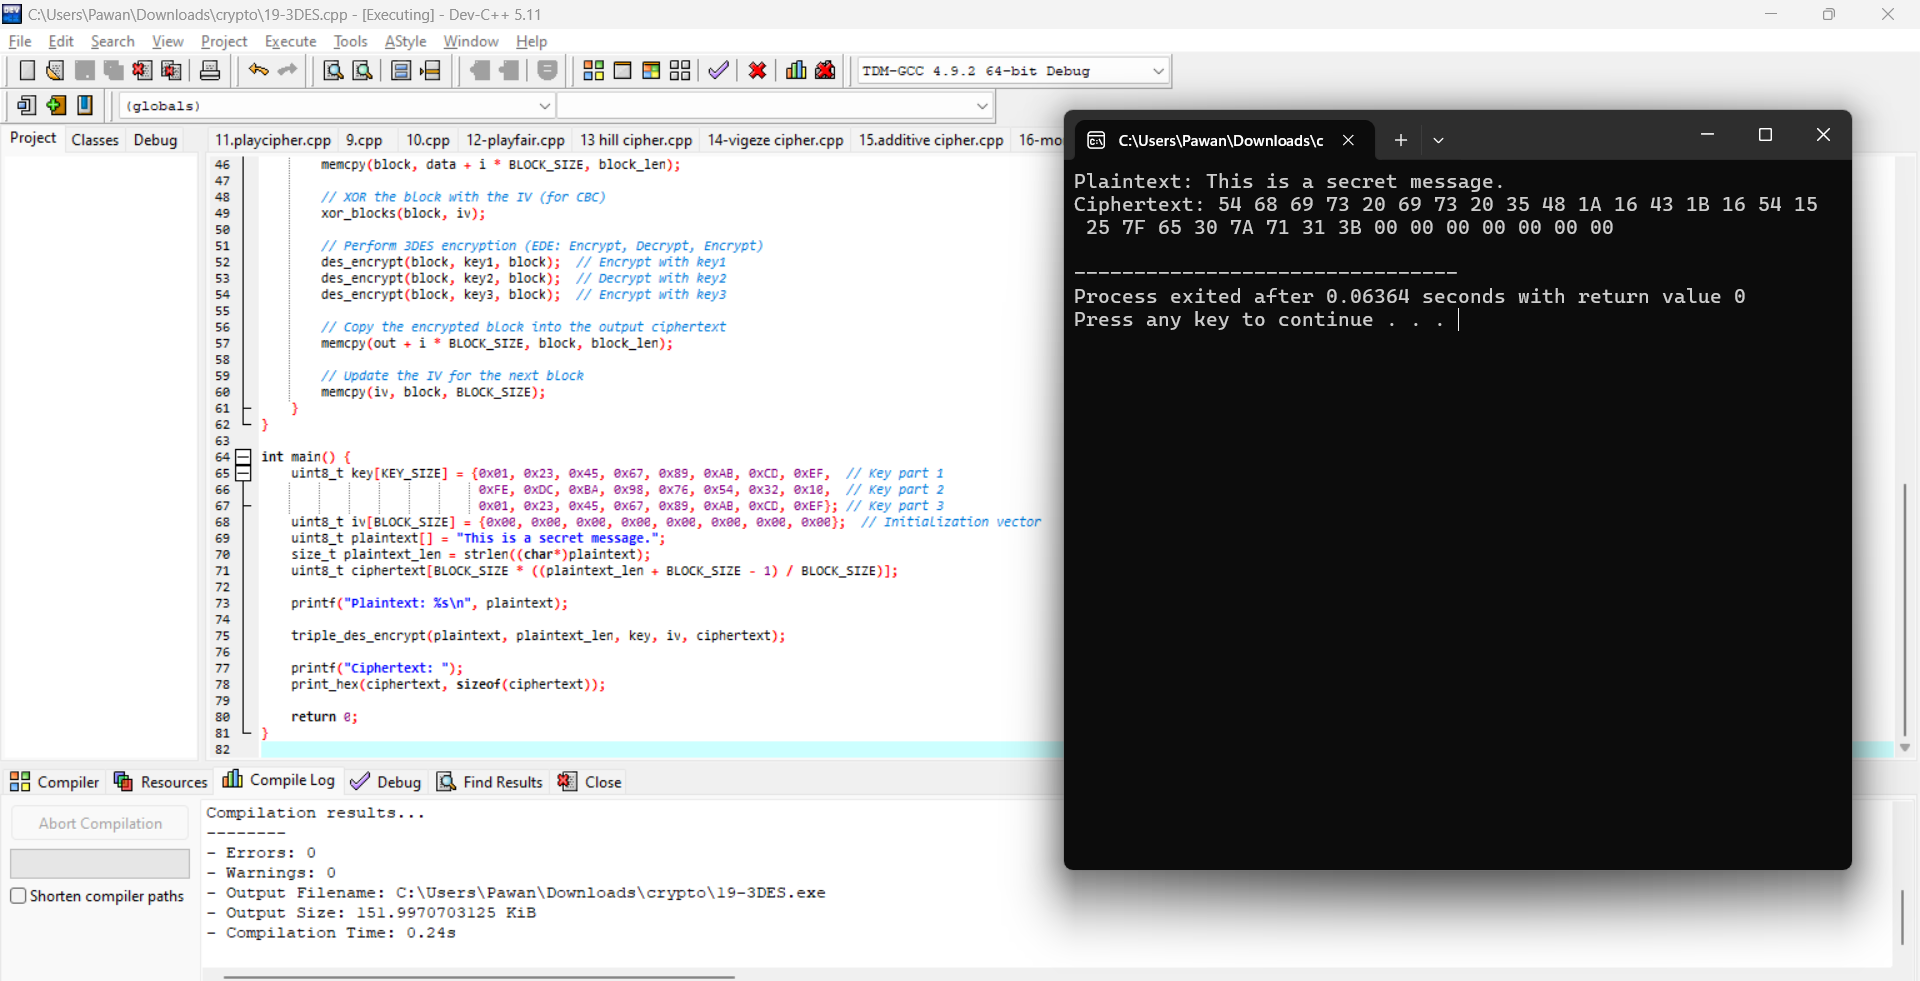 C:\Users\Pawan\Downloads\crypto\19-3DES.cpp - [Executing] - Dev-C++ 5.11
File Edit Search View Project Execute Tools AStyle Window Help
TDM-GCC 4.9.2 64-bit Debug
(globals)
Project Classes Debug
11.playcipher.cpp 9.cpp 10.cpp 12-playfair.cpp 13 hill cipher.cpp 14-vigeze cipher.cpp 15.additive cipher.cpp 16-mo
46 memcpy(block, data + i * BLOCK_SIZE, block_len);
47
48 // XOR the block with the IV (for CBC)
49 xor_blocks(block, iv);
50
51 // Perform 3DES encryption (EDE: Encrypt, Decrypt, Encrypt)
52 des_encrypt(block, key1, block); // Encrypt with key1
53 des_encrypt(block, key2, block); // Decrypt with key2
54 des_encrypt(block, key3, block); // Encrypt with key3
55
56 // Copy the encrypted block into the output ciphertext
57 memcpy(out + i * BLOCK_SIZE, block, block_len);
58
59 // Update the IV for the next block
60 memcpy(iv, block, BLOCK_SIZE);
61 }
62 }
63
64 int main() {
65 uint8_t key[KEY_SIZE] = {0x01, 0x23, 0x45, 0x67, 0x89, 0xAB, 0xCD, 0xEF, // Key part 1
66 0xFE, 0xDC, 0xBA, 0x98, 0x76, 0x54, 0x32, 0x10, // Key part 2
67 0x01, 0x23, 0x45, 0x67, 0x89, 0xAB, 0xCD, 0xEF}; // Key part 3
68 uint8_t iv[BLOCK_SIZE] = {0x00, 0x00, 0x00, 0x00, 0x00, 0x00, 0x00, 0x00}; // Initialization vector
69 uint8_t plaintext[] = "This is a secret message.";
70 size_t plaintext_len = strlen((char*)plaintext);
71 uint8_t ciphertext[BLOCK_SIZE * ((plaintext_len + BLOCK_SIZE - 1) / BLOCK_SIZE)];
72
73 printf("Plaintext: %s\n", plaintext);
74
75 triple_des_encrypt(plaintext, plaintext_len, key, iv, ciphertext);
76
77 printf("Ciphertext: ");
78 print_hex(ciphertext, sizeof(ciphertext));
79
80 return 0;
81 }
82
C:\Users\Pawan\Downloads\c
Plaintext: This is a secret message.
Ciphertext: 54 68 69 73 20 69 73 20 35 48 1A 16 43 1B 16 54 15
25 7F 65 30 7A 71 31 3B 00 00 00 00 00 00 00
--------------------------------
Process exited after 0.06364 seconds with return value 0
Press any key to continue . . .
Compiler Resources Compile Log Debug Find Results Close
Abort Compilation
Shorten compiler paths
Compilation results...
--------
- Errors: 0
- Warnings: 0
- Output Filename: C:\Users\Pawan\Downloads\crypto\19-3DES.exe
- Output Size: 151.9970703125 KiB
- Compilation Time: 0.24s